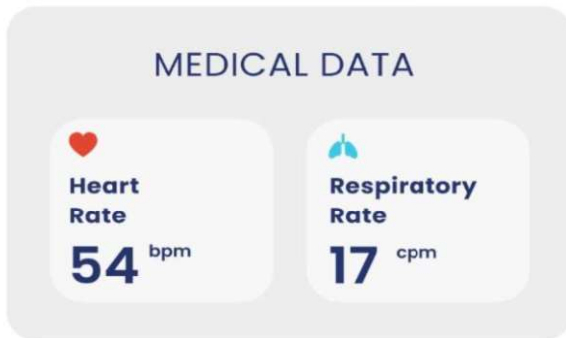 MEDICAL DATA
Heart
Rate
54 bpm
Respiratory
Rate
17 cpm